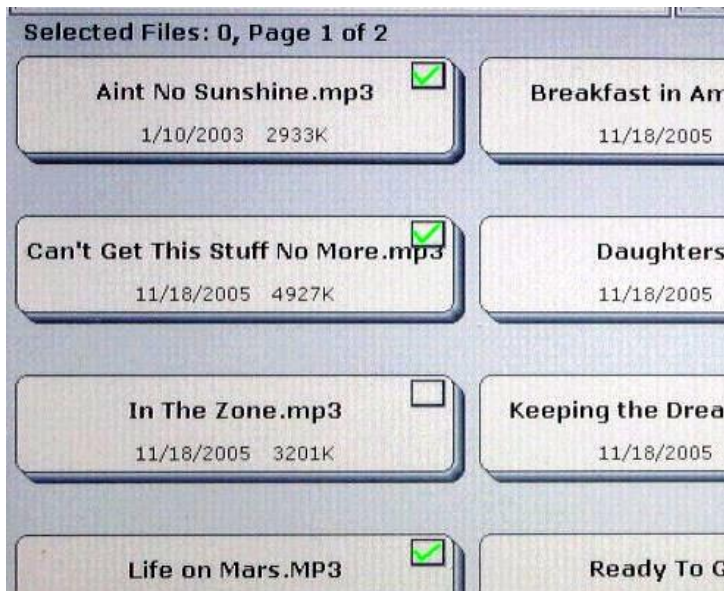 Selected Files: 0, Page 1 of 2
Aint No Sunshine.mp3
1/10/2003 2933K
Breakfast in
11/18/2005
Can't Get This Stuff No More.mp3
11/18/2005 4927K
Daughters
11/18/2005
In The Zone.mp3
11/18/2005 3201K
Keeping the
11/18/2005
Life on Mars.MP3
Ready To